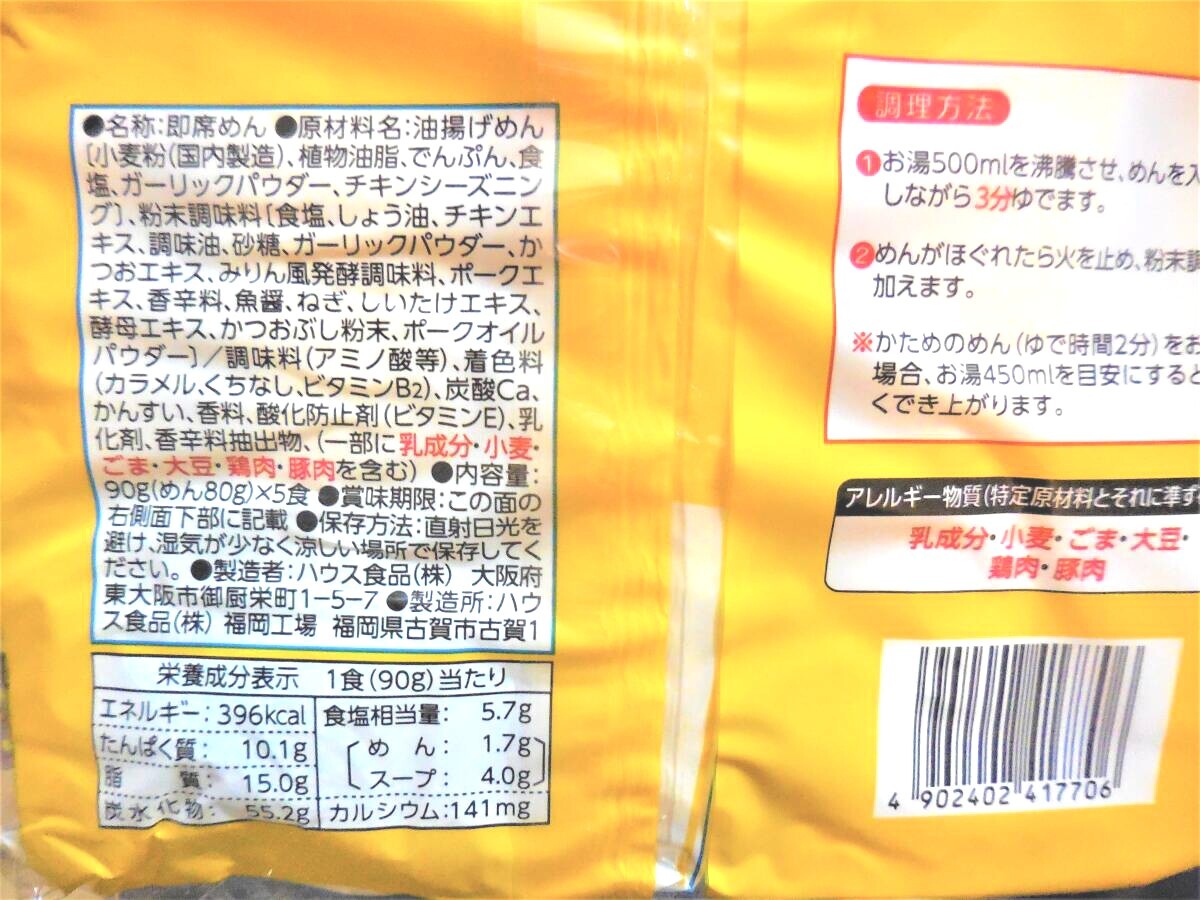 ●名称:即席めん ●原材料名:油揚げめん
〔小麦粉(国内製造)、植物油脂、でんぷん、食
塩、ガーリックパウダー、チキンシーズニン
グ〕、粉末調味料〔食塩、しょう油、チキンエ
キス、調味油、砂糖、ガーリックパウダー、か
つおエキス、みりん風発酵調味料、ポークエ
キス、香辛料、魚醤、ねぎ、しいたけエキス、
酵母エキス、かつおぶし粉末、ポークオイル
パウダー〕/調味料(アミノ酸等)、着色料
(カラメル、くちなし、ビタミンB2)、炭酸Ca、
かんすい、香料、酸化防止剤(ビタミンE)、乳
化剤、香辛料抽出物、(一部に乳成分・小麦・
ごま・大豆・鶏肉・豚肉を含む) ●内容量:
90g(めん80g)×5食 ●賞味期限:この面の
右側面下部に記載 ●保存方法:直射日光を
避け、湿気が少なく涼しい場所で保存してく
ださい。 ●製造者:ハウス食品(株) 大阪府
東大阪市御厨栄町1-5-7 ●製造所:ハウ
ス食品(株) 福岡工場 福岡県古賀市古賀1
栄養成分表示 1食(90g)当たり
エネルギー: 396kcal
たんぱく質: 10.1g
脂質: 15.0g
炭水化物: 55.2g
食塩相当量: 5.7g
めん: 1.7g
スープ: 4.0g
カルシウム:141mg
調理方法
❶お湯500mlを沸騰させ、めんを入
しながら3分ゆでます。
❷めんがほぐれたら火を止め、粉末調
加えます。
※かためのめん(ゆで時間2分)をお
場合、お湯450mlを目安にすると
くでき上がります。
アレルギー物質(特定原材料とそれに準ず
乳成分・小麦・ごま・大豆・
鶏肉・豚肉
4 902402 417706